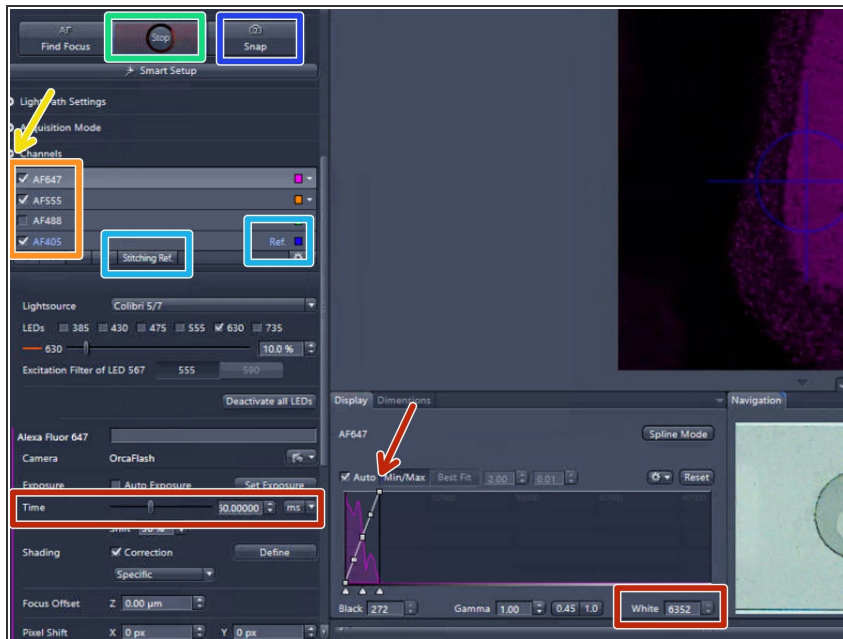 AF
Find Focus
Stop
Snap
Smart Setup
Light Path Settings
Acquisition Mode
Channels
AF647
AF555
AF488
AF405 Ref.
Stitching Ref.
Lightsource Colibri 5/7
LEDs 385 430 475 555 630 735
630 10.0 %
Excitation Filter of LED 567 555 590
Deactivate all LEDs
Alexa Fluor 647
Camera OrcaFlash
Exposure Auto Exposure Set Exposure
Time 50.00000 ms
Shift 50 %
Shading Correction Define
Specific
Focus Offset Z 0.00 µm
Pixel Shift X 0 px Y 0 px
Display Dimensions
AF647 Spline Mode
Auto Min/Max Best Fit 2.00 0.01 Reset
Black 272 Gamma 1.00 0.45 1.0 White 6352
Navigation